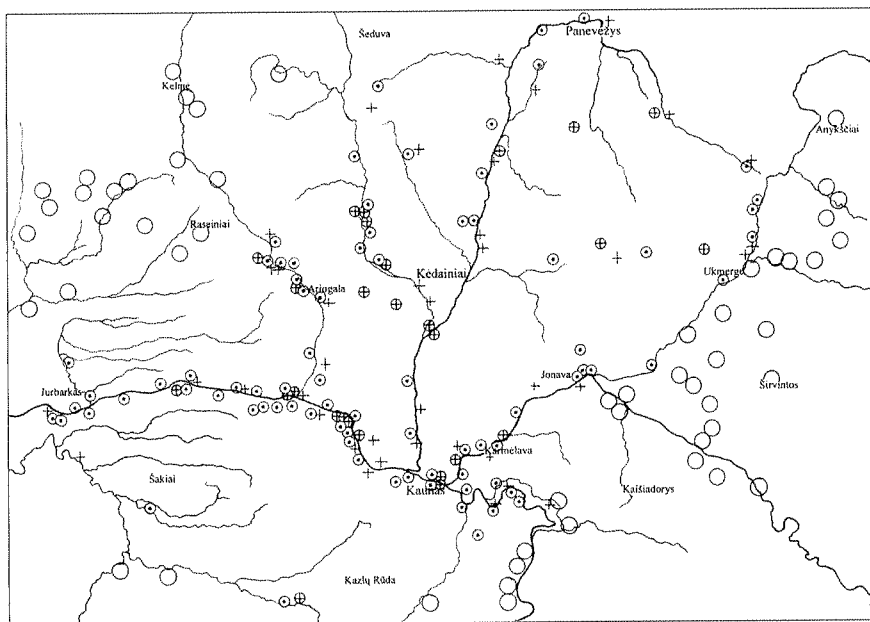 Šeduva
Panevėžys
Kelmė
Anykščiai
Raseiniai
Kėdainiai
Ukmergė
Ariogala
Jonava
Jurbarkas
Širvintos
Karmėlava
Šakiai
Kaunas
Kaišiadorys
Kazlų Rūda